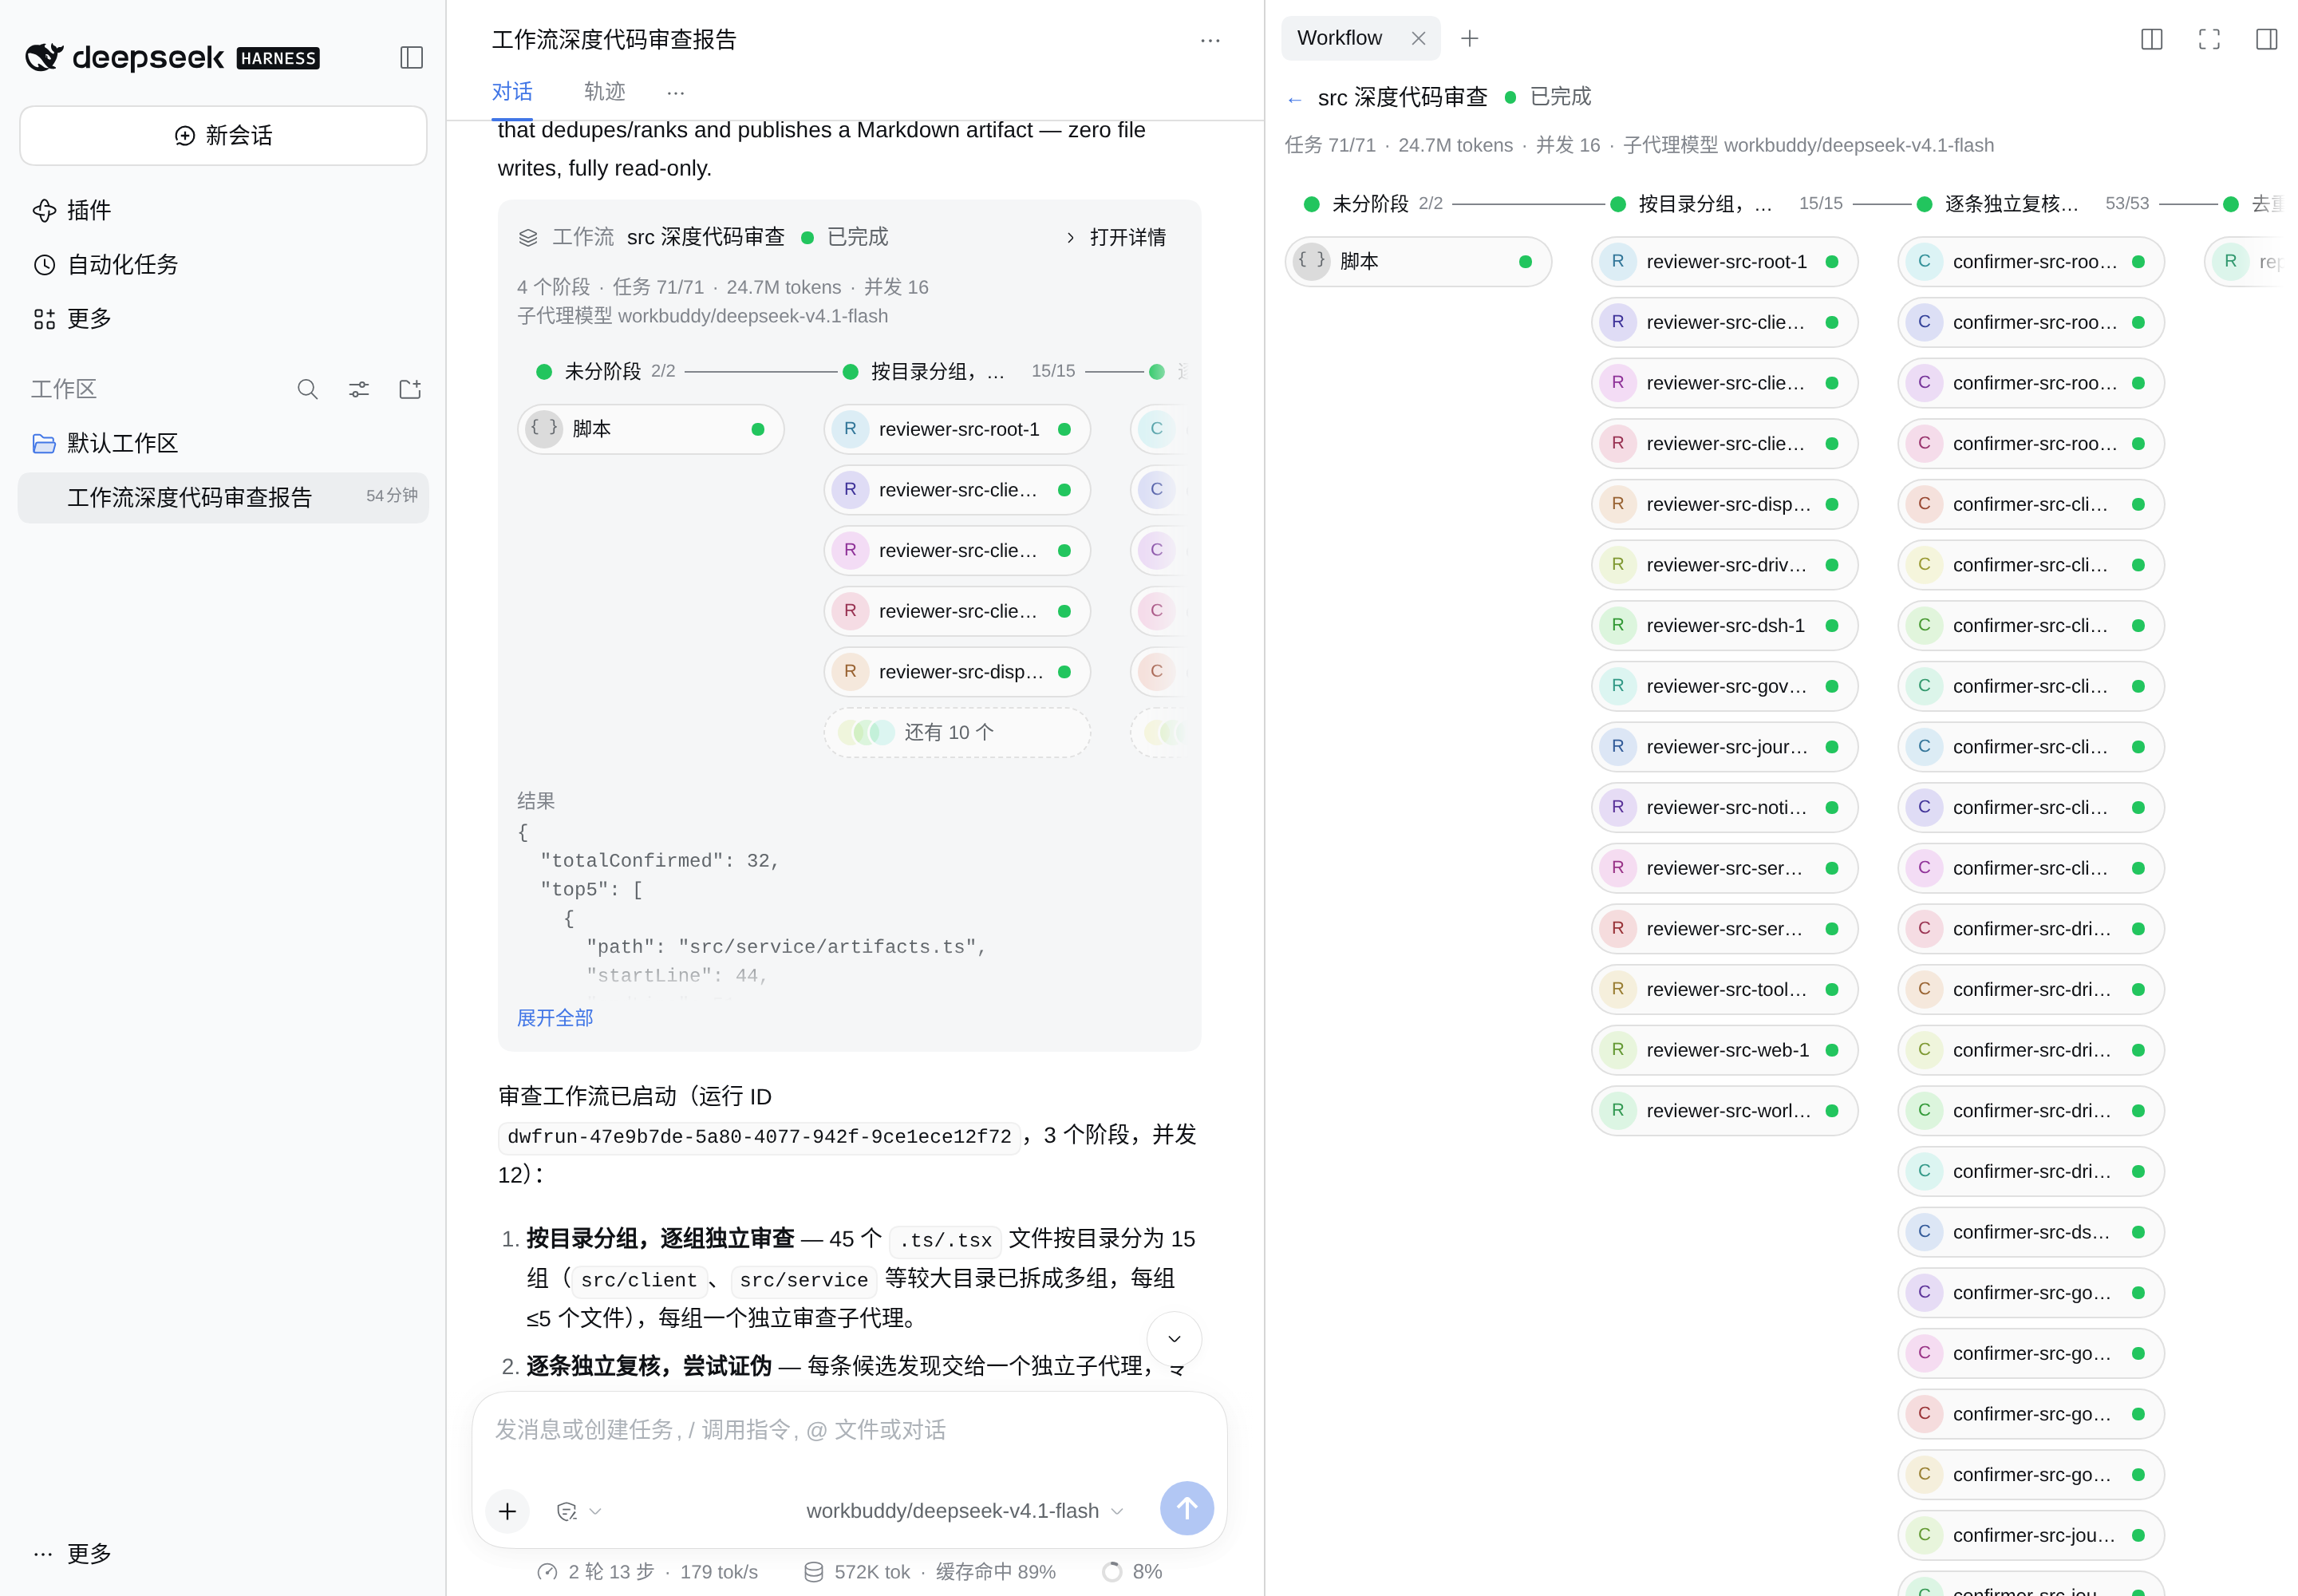 deepseek HARNESS
新会话
插件
自动化任务
更多
工作区
默认工作区
工作流深度代码审查报告 54分钟
更多
工作流深度代码审查报告
对话 轨迹
that dedupes/ranks and publishes a Markdown artifact — zero file
writes, fully read-only.
工作流 src 深度代码审查 已完成 打开详情
4 个阶段 · 任务 71/71 · 24.7M tokens · 并发 16
子代理模型 workbuddy/deepseek-v4.1-flash
未分阶段 2/2 按目录分组，… 15/15
{ } 脚本
R reviewer-src-root-1 C
R reviewer-src-clie… C
R reviewer-src-clie… C
R reviewer-src-clie… C
R reviewer-src-disp… C
还有 10 个
结果
{
"totalConfirmed": 32,
"top5": [
{
"path": "src/service/artifacts.ts",
"startLine": 44,
展开全部
审查工作流已启动（运行 ID
dwfrun-47e9b7de-5a80-4077-942f-9ce1ece12f72，3 个阶段，并发
12）：
1. 按目录分组，逐组独立审查 — 45 个 .ts/.tsx 文件按目录分为 15
组（src/client、src/service 等较大目录已拆成多组，每组
≤5 个文件），每组一个独立审查子代理。
2. 逐条独立复核，尝试证伪 — 每条候选发现交给一个独立子代理，
发消息或创建任务, / 调用指令, @ 文件或对话
workbuddy/deepseek-v4.1-flash
2 轮 13 步 · 179 tok/s 572K tok · 缓存命中 89% 8%
Workflow
← src 深度代码审查 已完成
任务 71/71 · 24.7M tokens · 并发 16 · 子代理模型 workbuddy/deepseek-v4.1-flash
未分阶段 2/2 按目录分组，… 15/15 逐条独立复核… 53/53 去
{ } 脚本
R reviewer-src-root-1
R reviewer-src-clie…
R reviewer-src-clie…
R reviewer-src-clie…
R reviewer-src-disp…
R reviewer-src-driv…
R reviewer-src-dsh-1
R reviewer-src-gov…
R reviewer-src-jour…
R reviewer-src-noti…
R reviewer-src-ser…
R reviewer-src-ser…
R reviewer-src-tool…
R reviewer-src-web-1
R reviewer-src-worl…
C confirmer-src-roo…
C confirmer-src-roo…
C confirmer-src-roo…
C confirmer-src-roo…
C confirmer-src-cli…
C confirmer-src-cli…
C confirmer-src-cli…
C confirmer-src-cli…
C confirmer-src-cli…
C confirmer-src-cli…
C confirmer-src-cli…
C confirmer-src-dri…
C confirmer-src-dri…
C confirmer-src-dri…
C confirmer-src-dri…
C confirmer-src-dri…
C confirmer-src-ds…
C confirmer-src-go…
C confirmer-src-go…
C confirmer-src-go…
C confirmer-src-go…
C confirmer-src-jou…
C confirmer-src-jou…
R rep